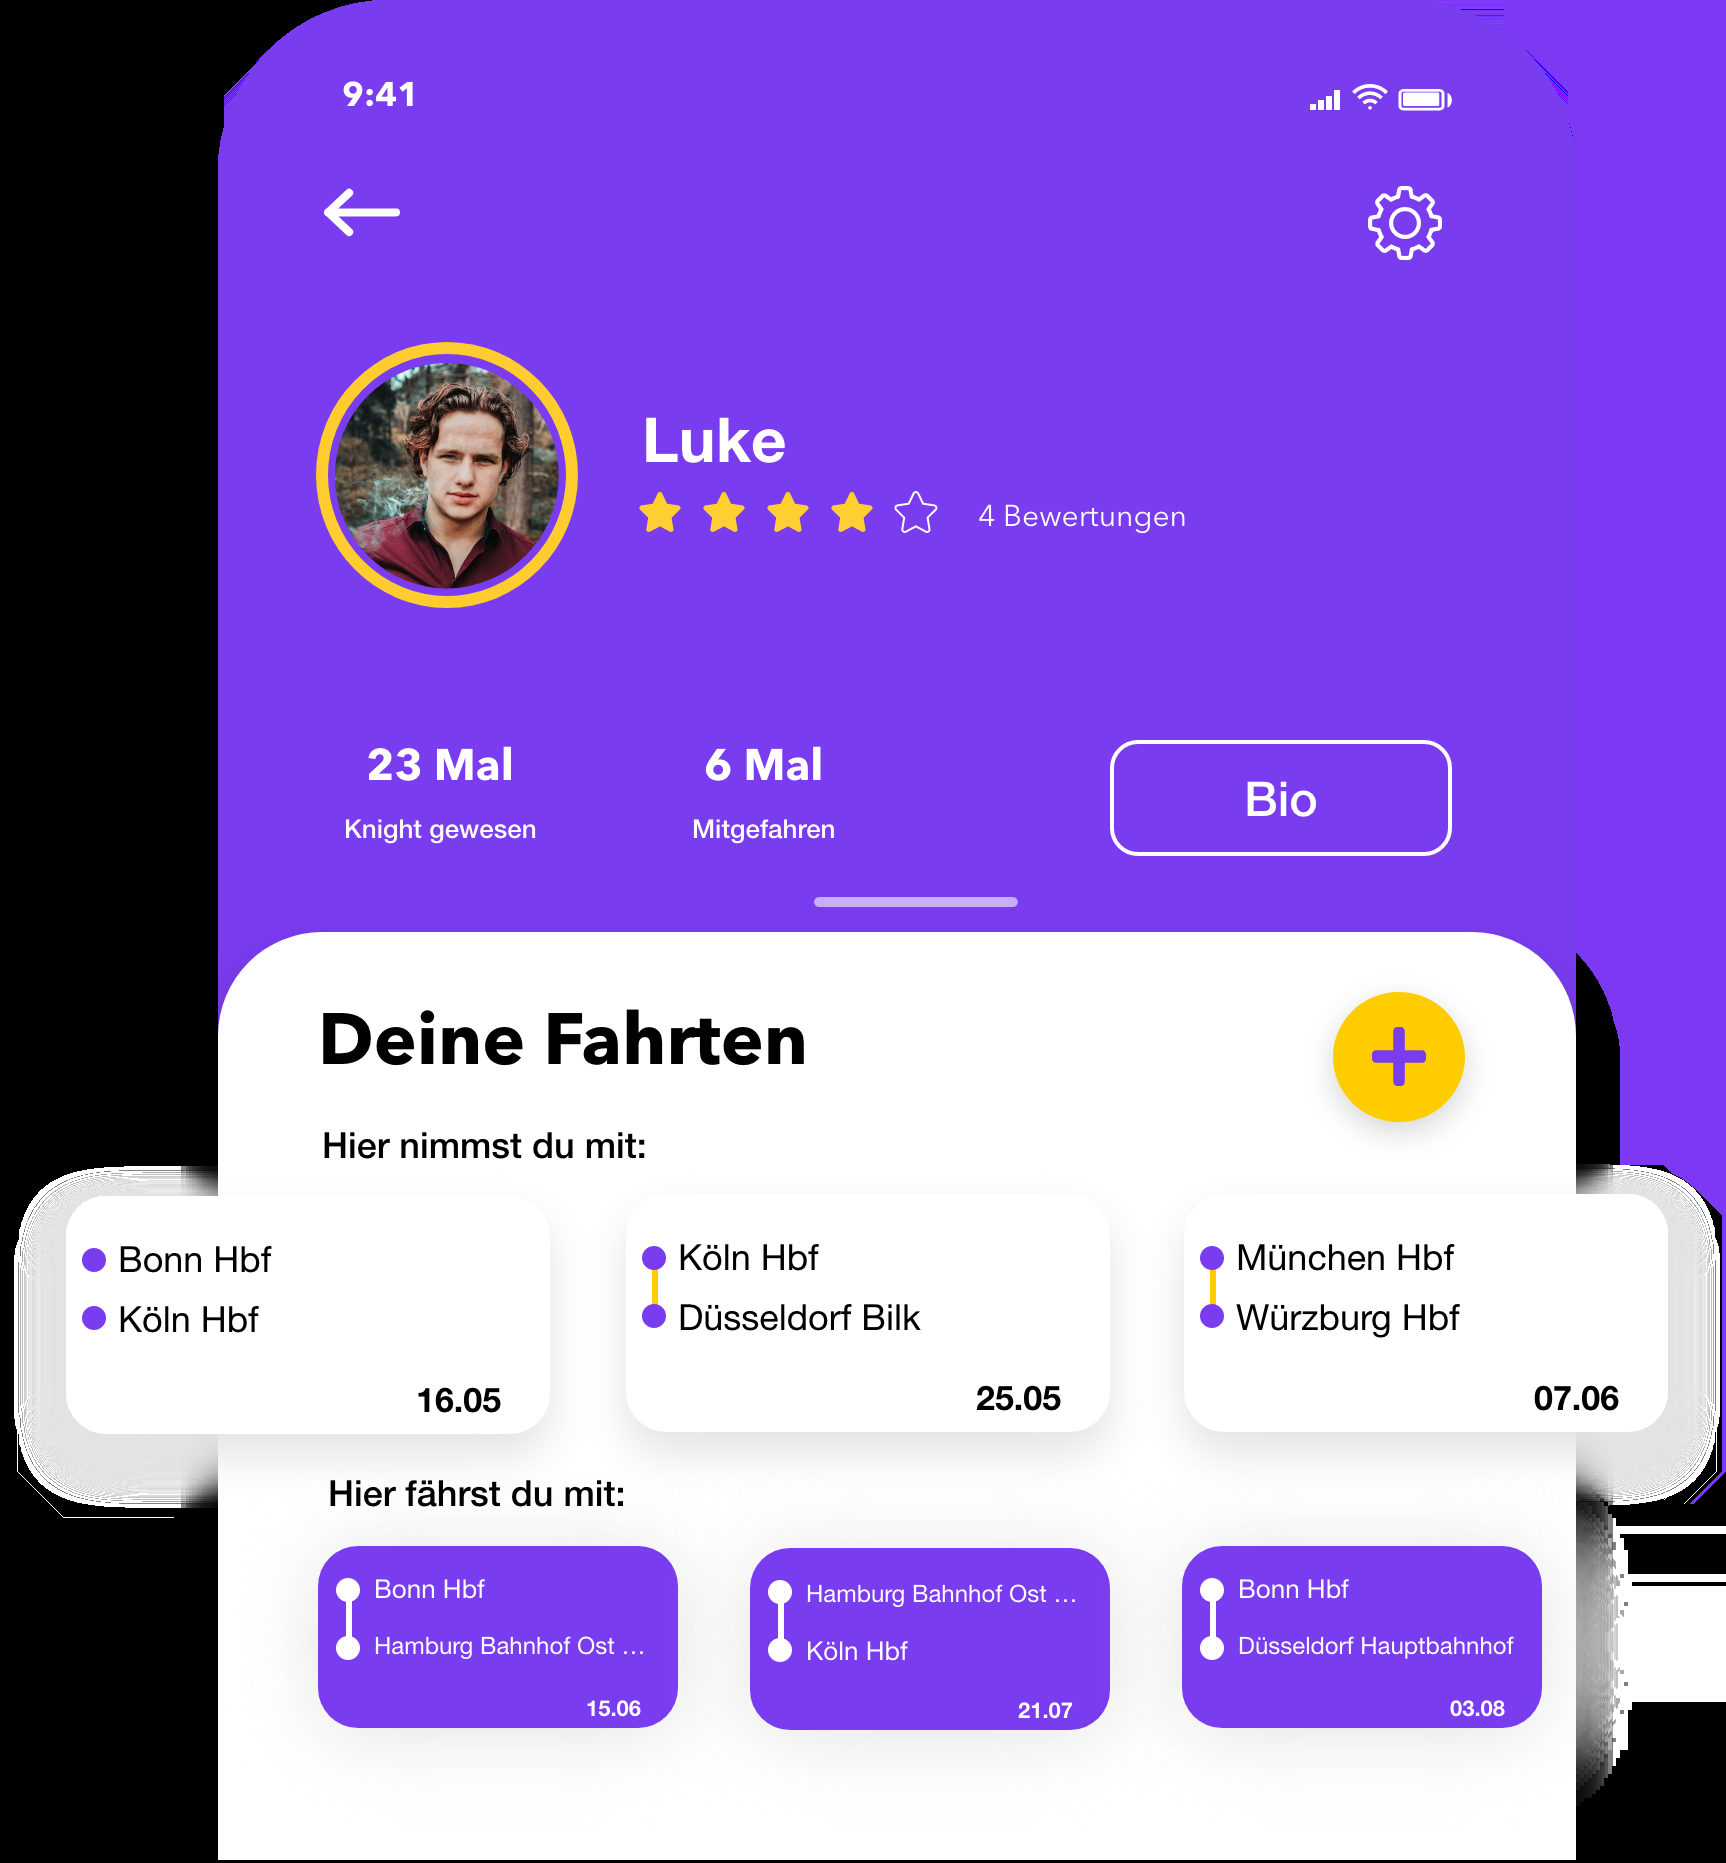 9:41
Luke
4 Bewertungen
23 Mal
Knight gewesen
6 Mal
Mitgefahren
Bio
Deine Fahrten
Hier nimmst du mit:
Bonn Hbf
Köln Hbf
16.05
Köln Hbf
Düsseldorf Bilk
25.05
München Hbf
Würzburg Hbf
07.06
Hier fährst du mit:
Bonn Hbf
Hamburg Bahnhof Ost ...
15.06
Hamburg Bahnhof Ost ...
Köln Hbf
21.07
Bonn Hbf
Düsseldorf Hauptbahnhof
03.08